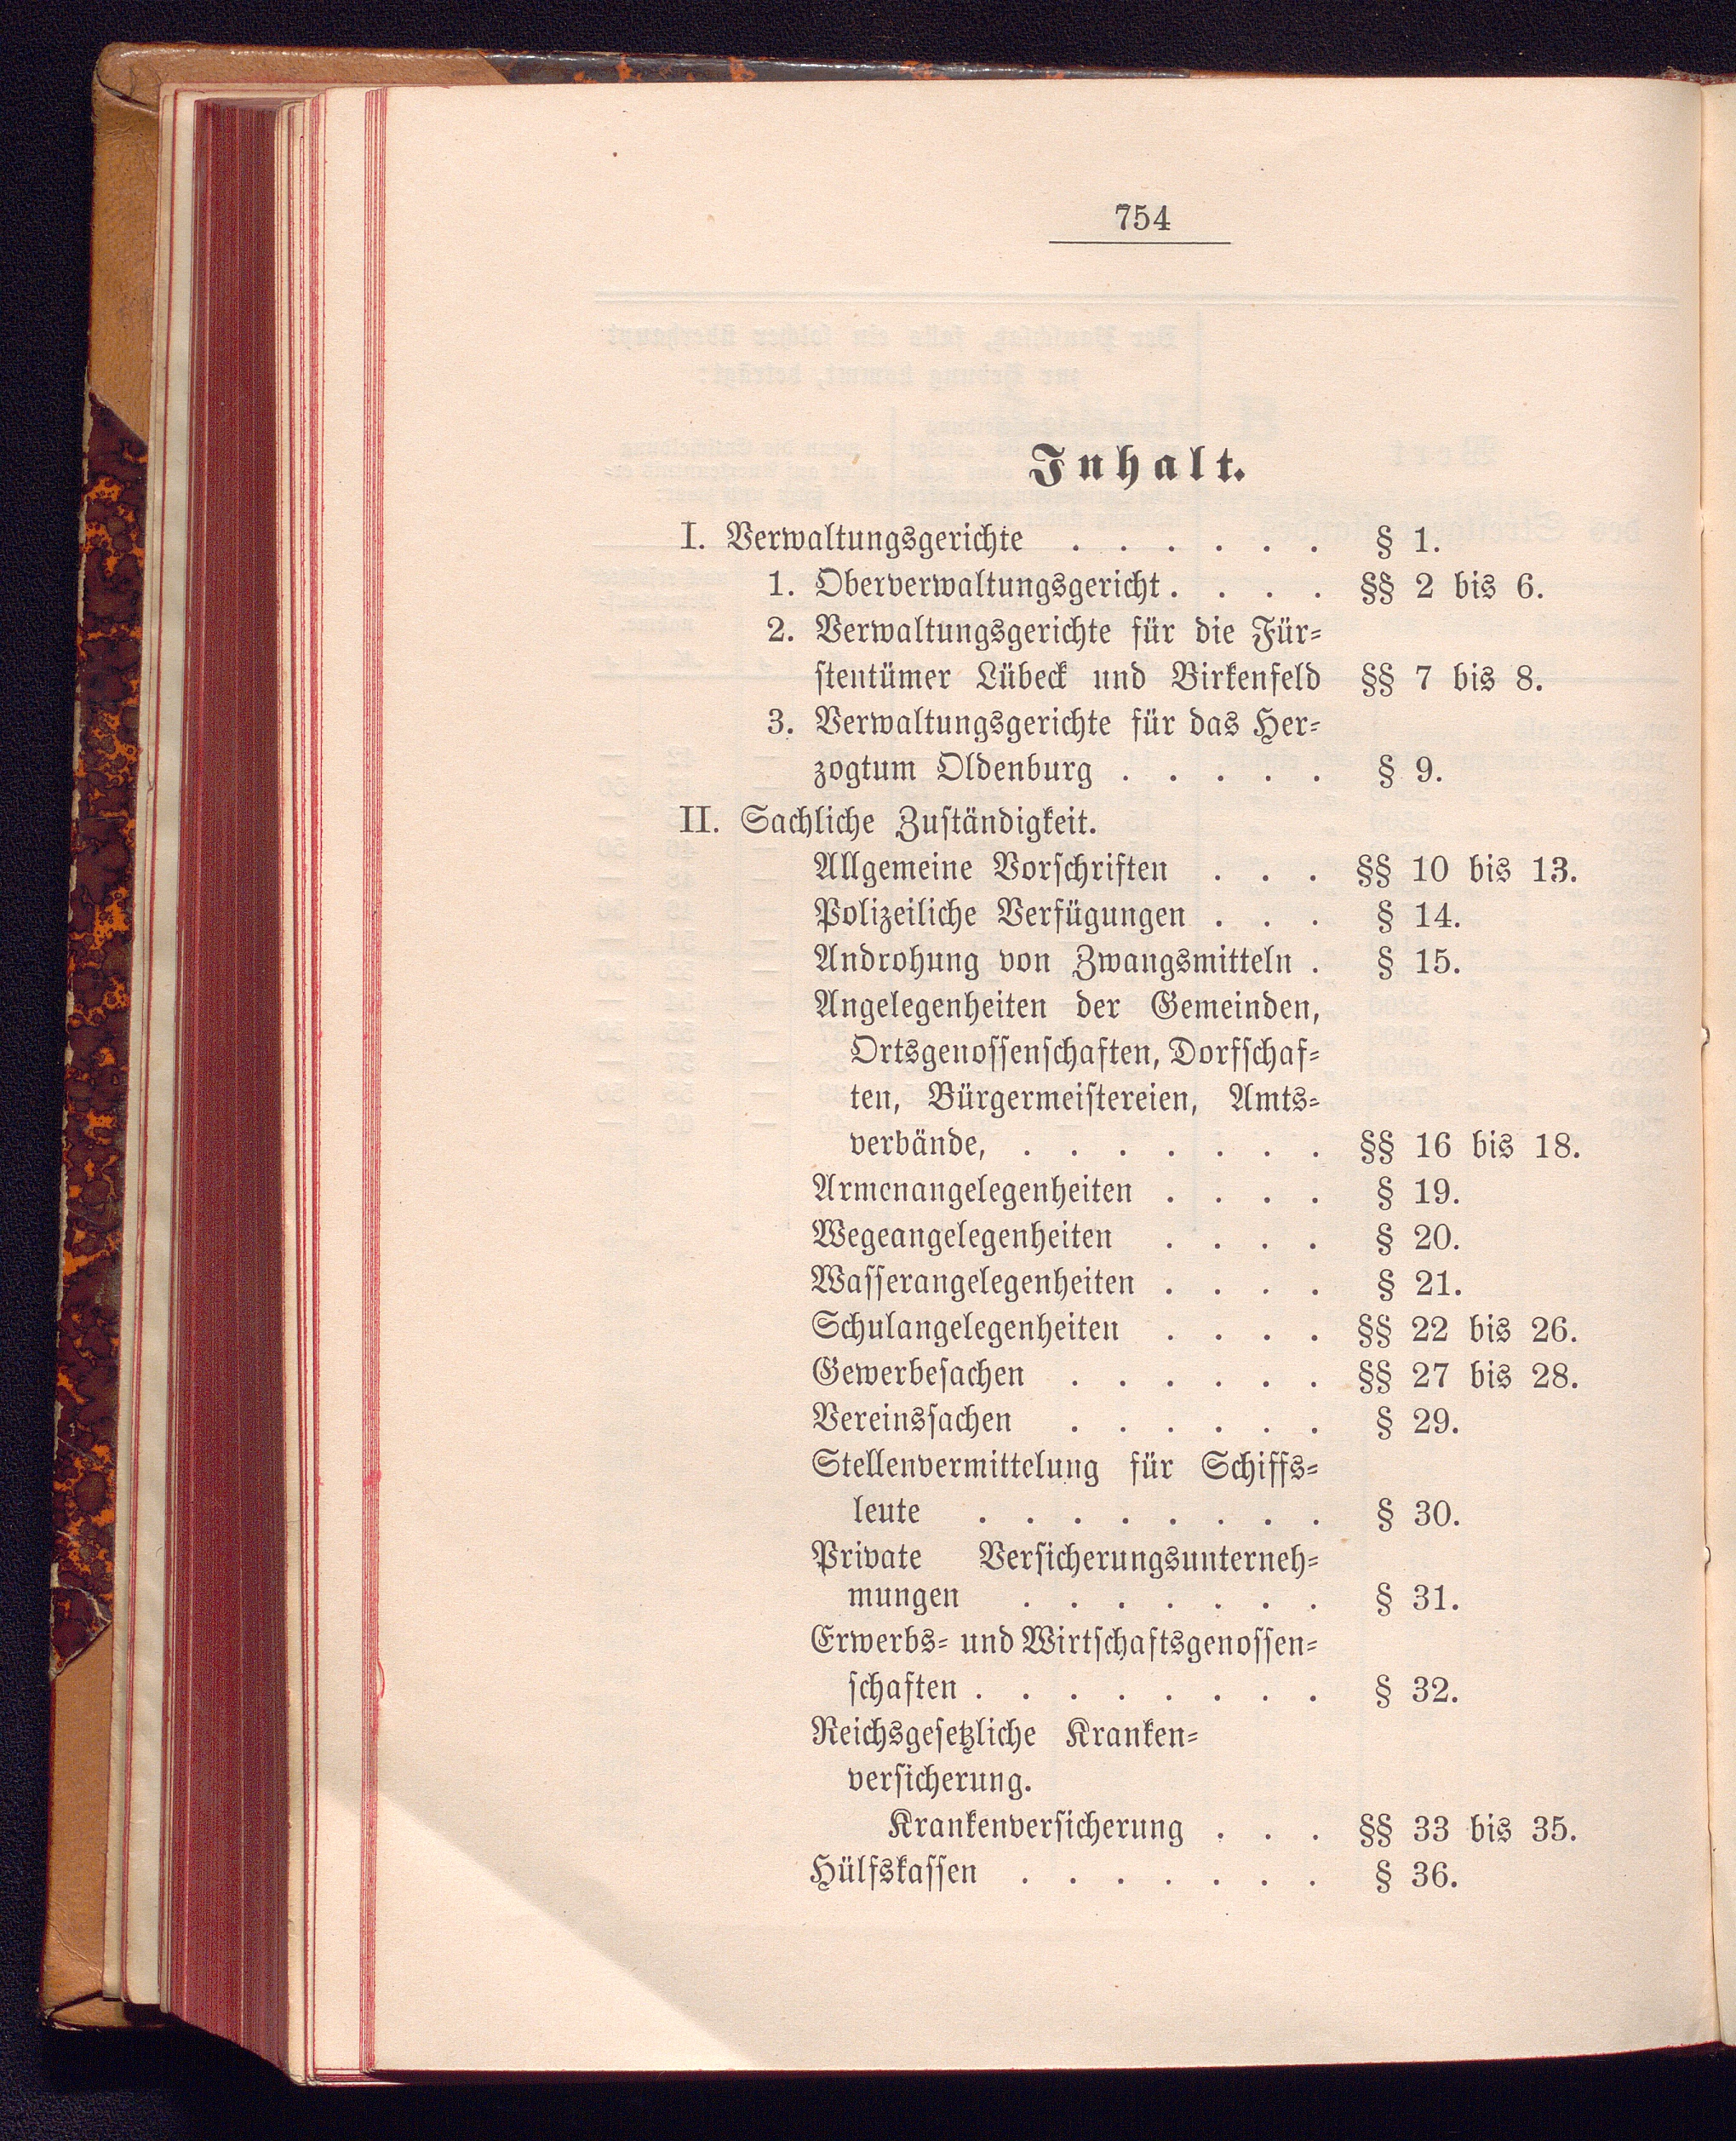 754
Inhalt.
I. Verwaltungsgerichte . . . . . . § 1.
1. Oberverwaltungsgericht . . . . §§ 2 bis 6.
2. Verwaltungsgerichte für die Für-
stentümer Lübeck und Birkenfeld §§ 7 bis 8.
3. Verwaltungsgerichte für das Her-
zogtum Oldenburg . . . . . § 9.
II. Sachliche Zuständigkeit.
Allgemeine Vorschriften . . . §§ 10 bis 13.
Polizeiliche Verfügungen . . . § 14.
Androhung von Zwangsmitteln . § 15.
Angelegenheiten der Gemeinden,
Ortsgenossenschaften, Dorfschaf-
ten, Bürgermeistereien, Amts-
verbände, . . . . . . . §§ 16 bis 18.
Armenangelegenheiten . . . . § 19.
Wegeangelegenheiten . . . . § 20.
Wasserangelegenheiten . . . . § 21.
Schulangelegenheiten . . . . §§ 22 bis 26.
Gewerbesachen . . . . . . §§ 27 bis 28.
Vereinssachen . . . . . . § 29.
Stellenvermittelung für Schiffs-
leute . . . . . . . . § 30.
Private Versicherungsunterneh-
mungen . . . . . . . § 31.
Erwerbs- und Wirtschaftsgenossen-
schaften . . . . . . . . § 32.
Reichsgesetzliche Kranken-
versicherung.
Krankenversicherung . . . §§ 33 bis 35.
Hülfskassen . . . . . . . § 36.